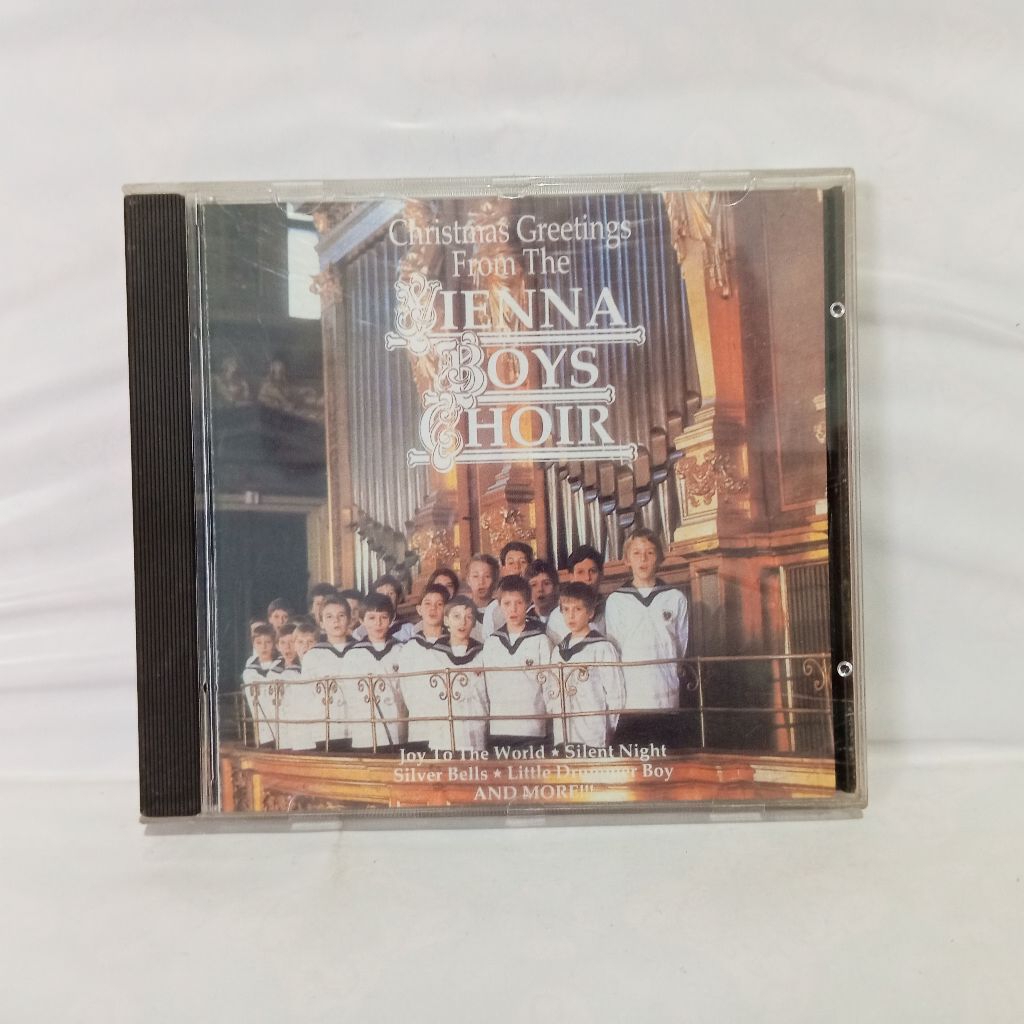 Christmas Greetings
From The
VIENNA
BOYS
CHOIR
Joy To The World ★ Silent Night
Silver Bells ★ Little Drummer Boy
AND MORE!!!